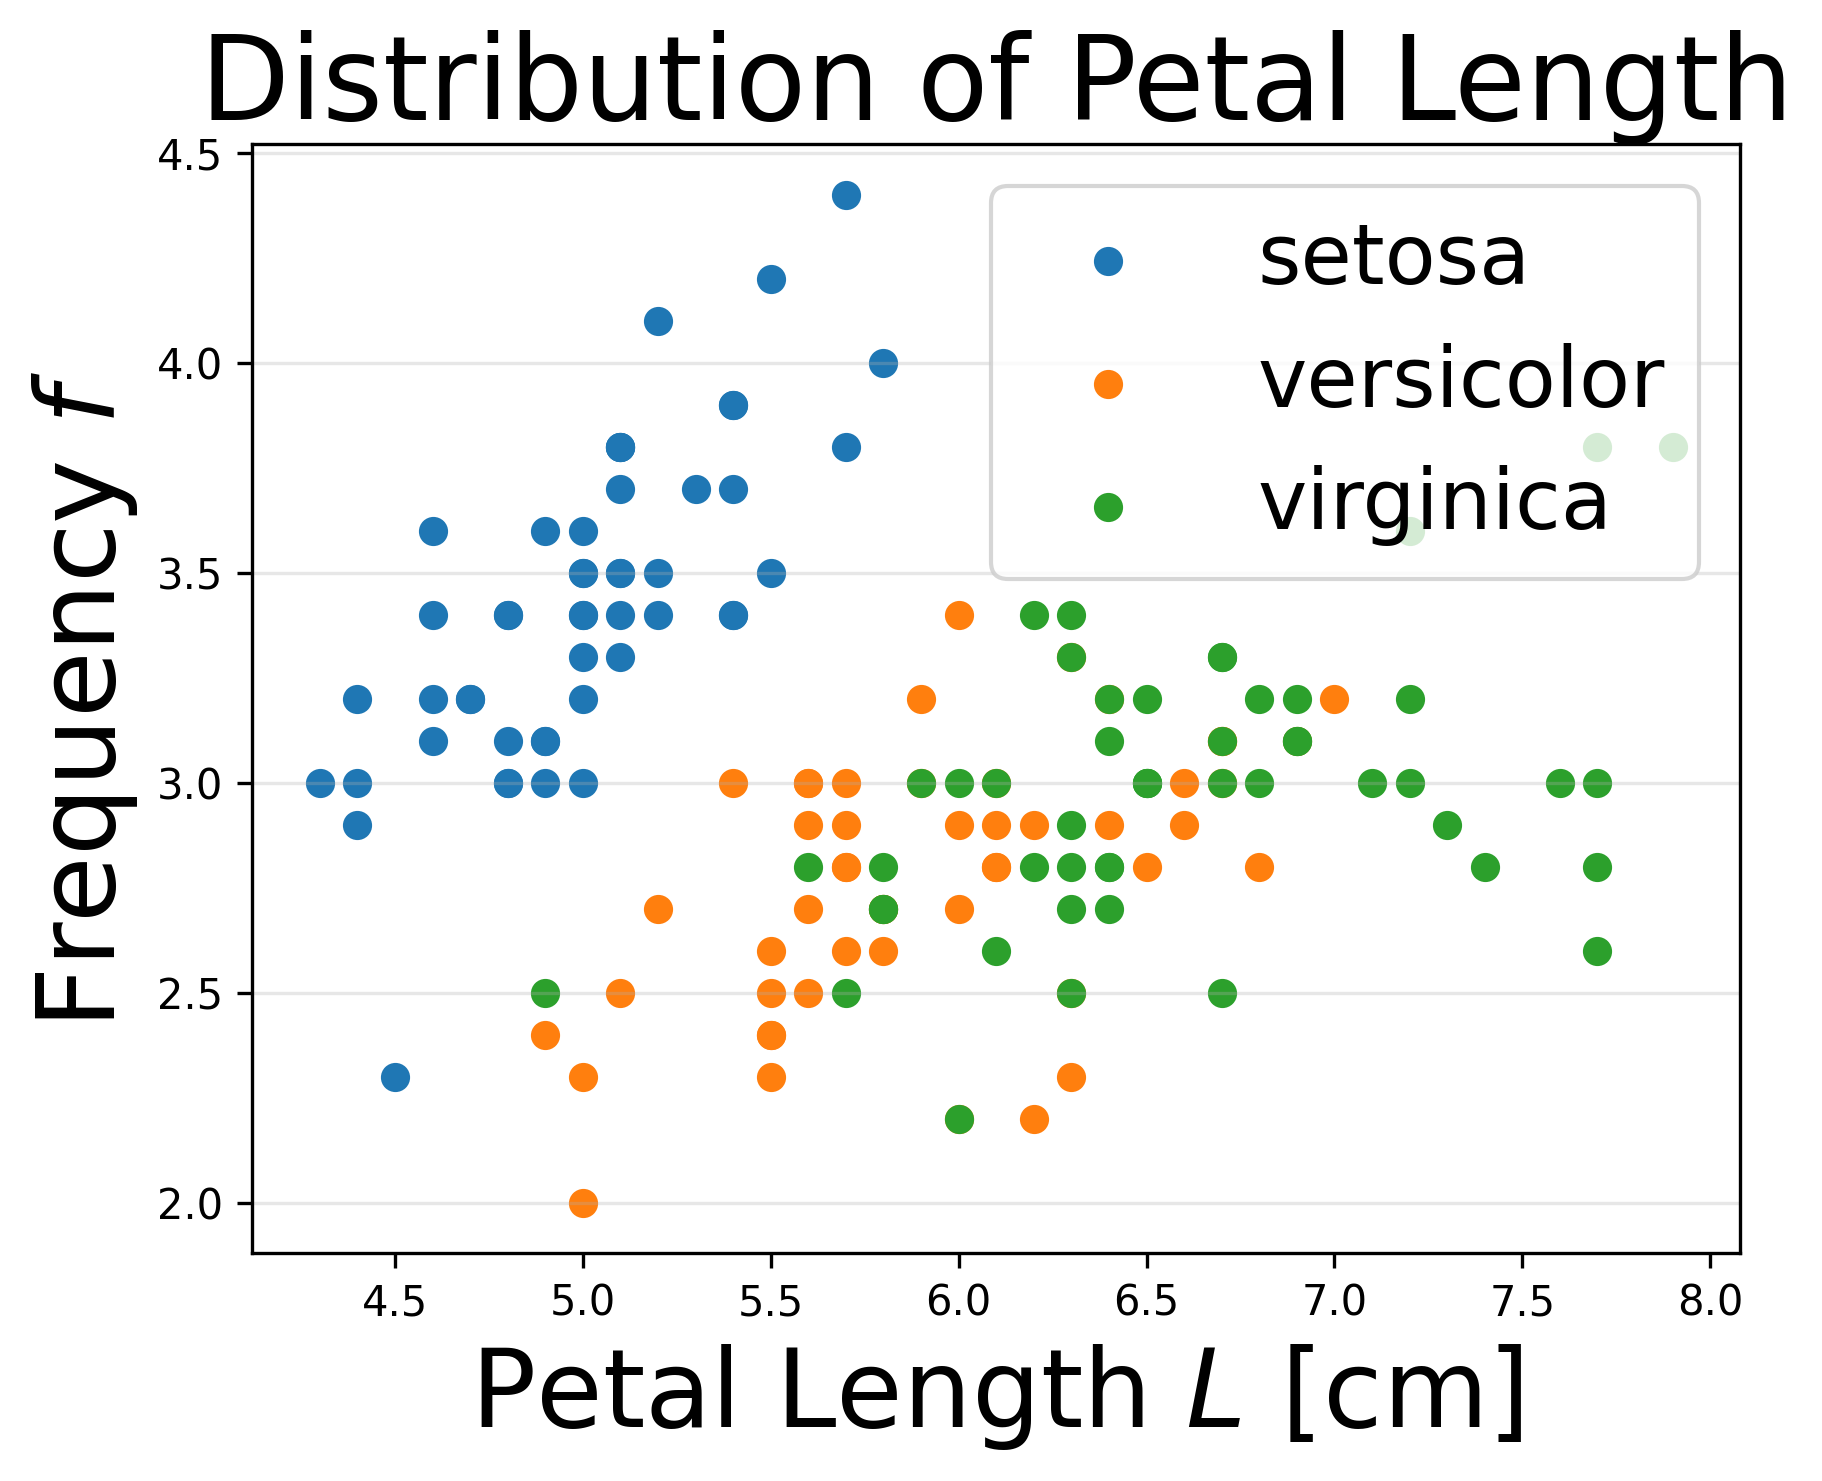 Distribution of Petal Length
4.5
4.0
3.5
3.0
2.5
2.0
Frequency f
setosa
versicolor
virginica
4.5 5.0 5.5 6.0 6.5 7.0 7.5 8.0
Petal Length L [cm]